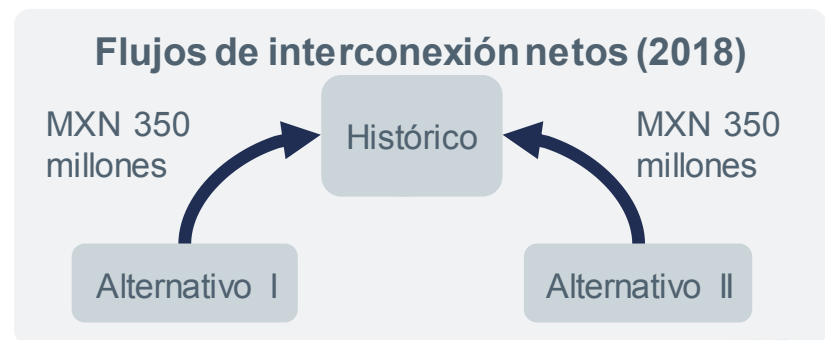 Flujos de interconexión netos (2018)
MXN 350
millones
Histórico
MXN 350
millones
Alternativo I
Alternativo II